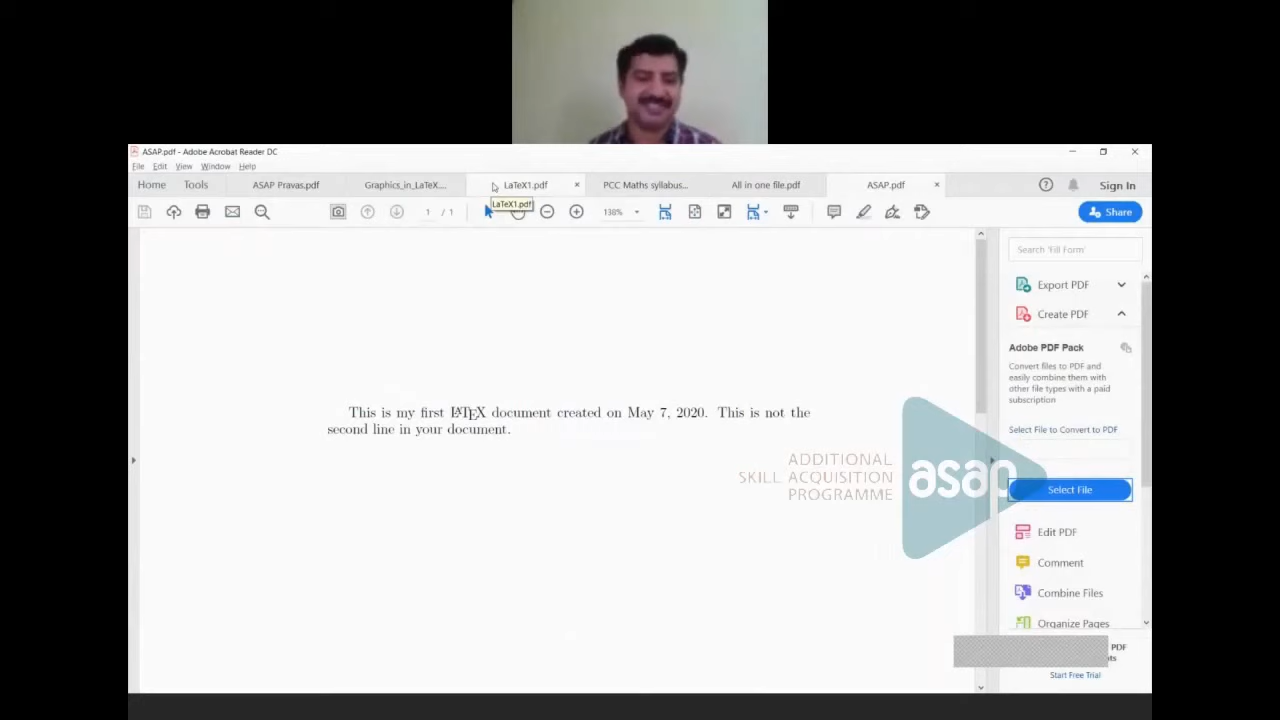 ASAP.pdf - Adobe Acrobat Reader DC
File Edit View Window Help
Home Tools ASAP Pravas.pdf Graphics_in_LaTeX... LaTeX1.pdf × PCC Maths syllabus... All in one file.pdf ASAP.pdf × Sign In
LaTeX1.pdf
1 / 1 138% Share
Search 'Fill Form'
Export PDF
Create PDF
Adobe PDF Pack
Convert files to PDF and
easily combine them with
other file types with a paid
subscription
Select File to Convert to PDF
This is my first LATEX document created on May 7, 2020. This is not the
second line in your document.
ADDITIONAL
SKILL ACQUISITION
PROGRAMME
asap
Select File
Edit PDF
Comment
Combine Files
Organize Pages
PDF
Start Free Trial